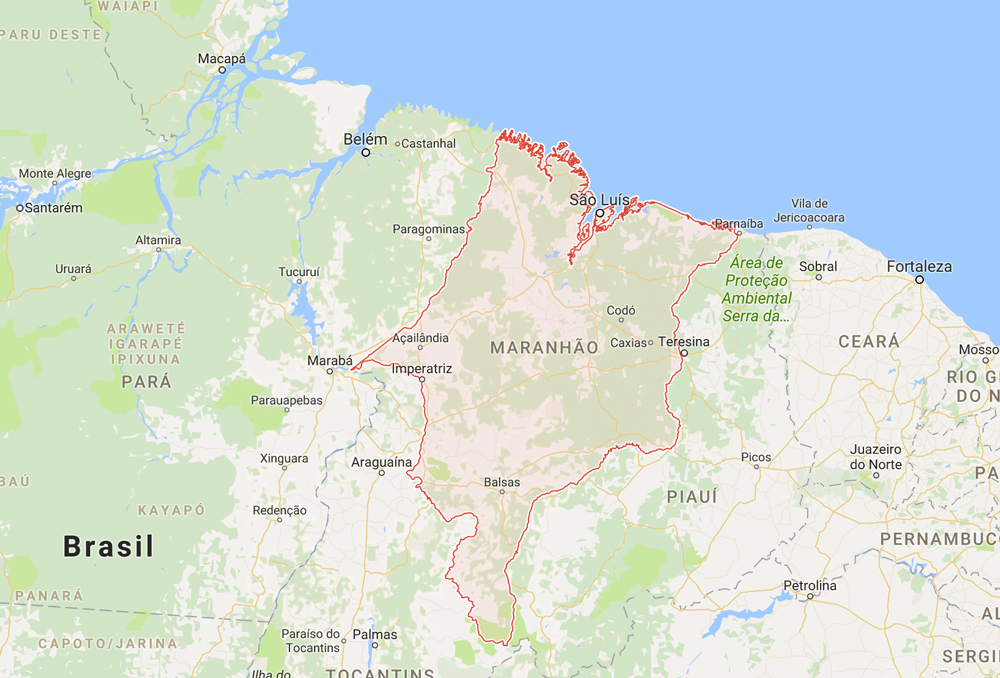 WAIAPI
PARU DESTE
Macapá
Belém
Castanhal
Monte Alegre
Santarém
São Luís
Vila de
Jericoacoara
Parnaíba
Paragominas
Altamira
Área de
Proteção
Ambiental
Serra da...
Sobral
Fortaleza
Uruará
Tucuruí
Codó
ARAWETÉ
IGARAPÉ
IPIXUNA
Açailândia
MARANHÃO
Caxias
Teresina
CEARÁ
Mosso
Marabá
Imperatriz
PARÁ
RIO G
DO N
Parauapebas
Xinguara
Araguaína
Picos
Juazeiro
do Norte
PA
BAÚ
Balsas
PIAUÍ
KAYAPÓ
Redenção
Brasil
PERNAMBUC
Petrolina
PANARÁ
AL
CAPOTO/JARINA
Paraíso do
Tocantins
Palmas
SERGI
Ilha do
TOCANTINS